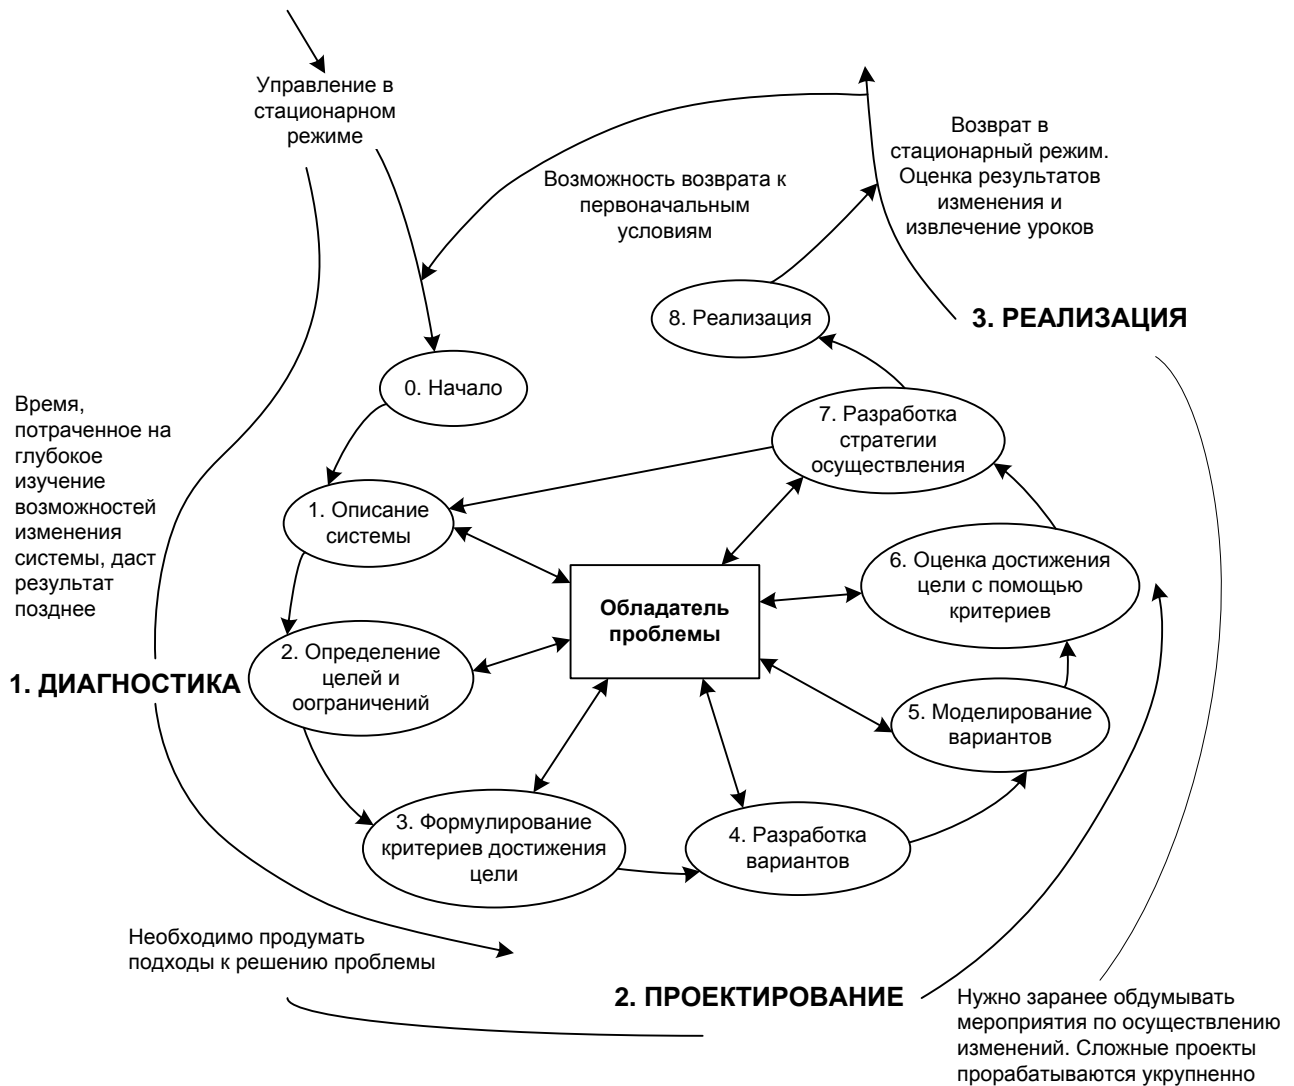 Управление в
стационарном
режиме
Возврат в
стационарный режим.
Оценка результатов
изменения и
извлечение уроков
Возможность возврата к
первоначальным
условиям
8. Реализация
3. РЕАЛИЗАЦИЯ
0. Начало
Время,
потраченное на
глубокое
изучение
возможностей
изменения
системы, даст
результат
позднее
7. Разработка
стратегии
осуществления
1. Описание
системы
6. Оценка достижения
цели с помощью
критериев
Обладатель
проблемы
1. ДИАГНОСТИКА
2. Определение
целей и
оограничений
5. Моделирование
вариантов
3. Формулирование
критериев достижения
цели
4. Разработка
вариантов
Необходимо продумать
подходы к решению проблемы
2. ПРОЕКТИРОВАНИЕ
Нужно заранее обдумывать
мероприятия по осуществлению
изменений. Сложные проекты
прорабатываются укрупненно